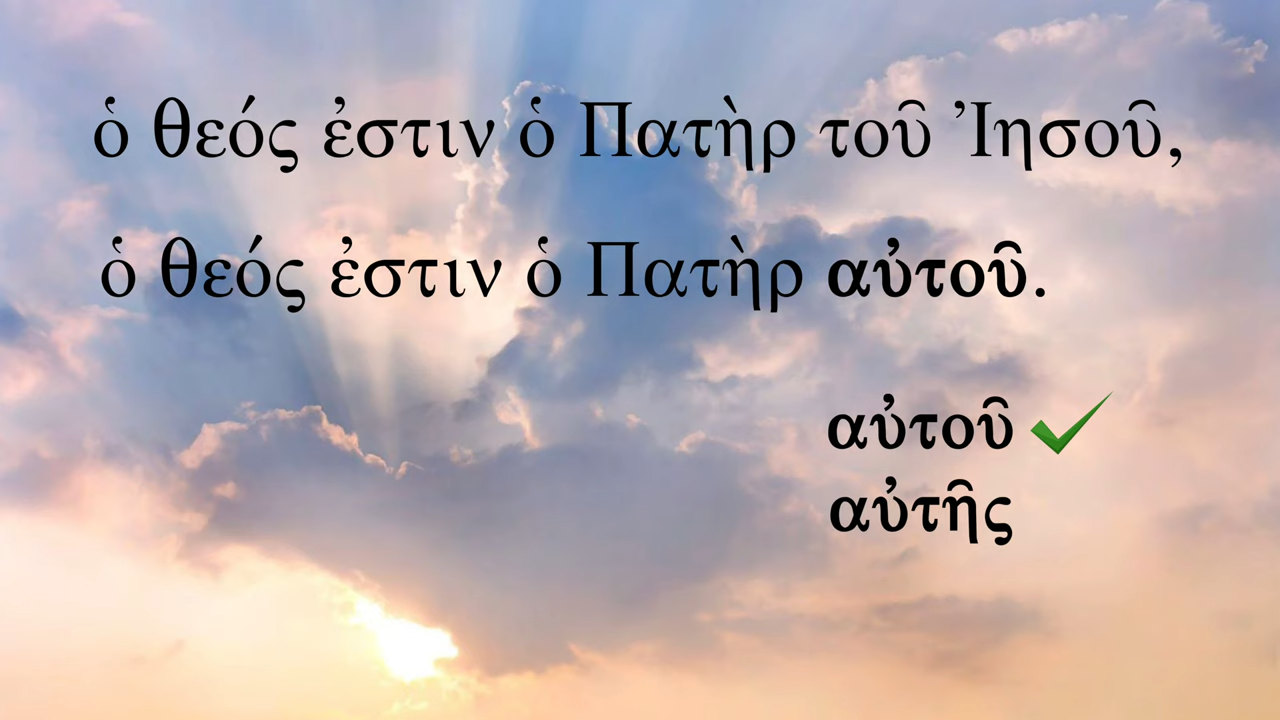 ὁ θεός ἐστιν ὁ Πατὴρ τοῦ Ἰησοῦ,
ὁ θεός ἐστιν ὁ Πατὴρ αὐτοῦ.
αὐτοῦ
αὐτῆς